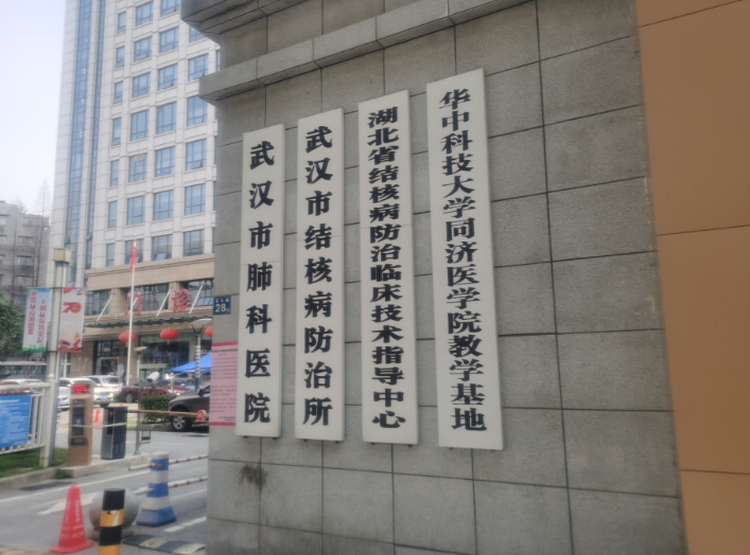 武汉市肺科医院
武汉市结核病防治所
湖北省结核病防治临床技术指导中心
华中科技大学同济医学院教学基地
28